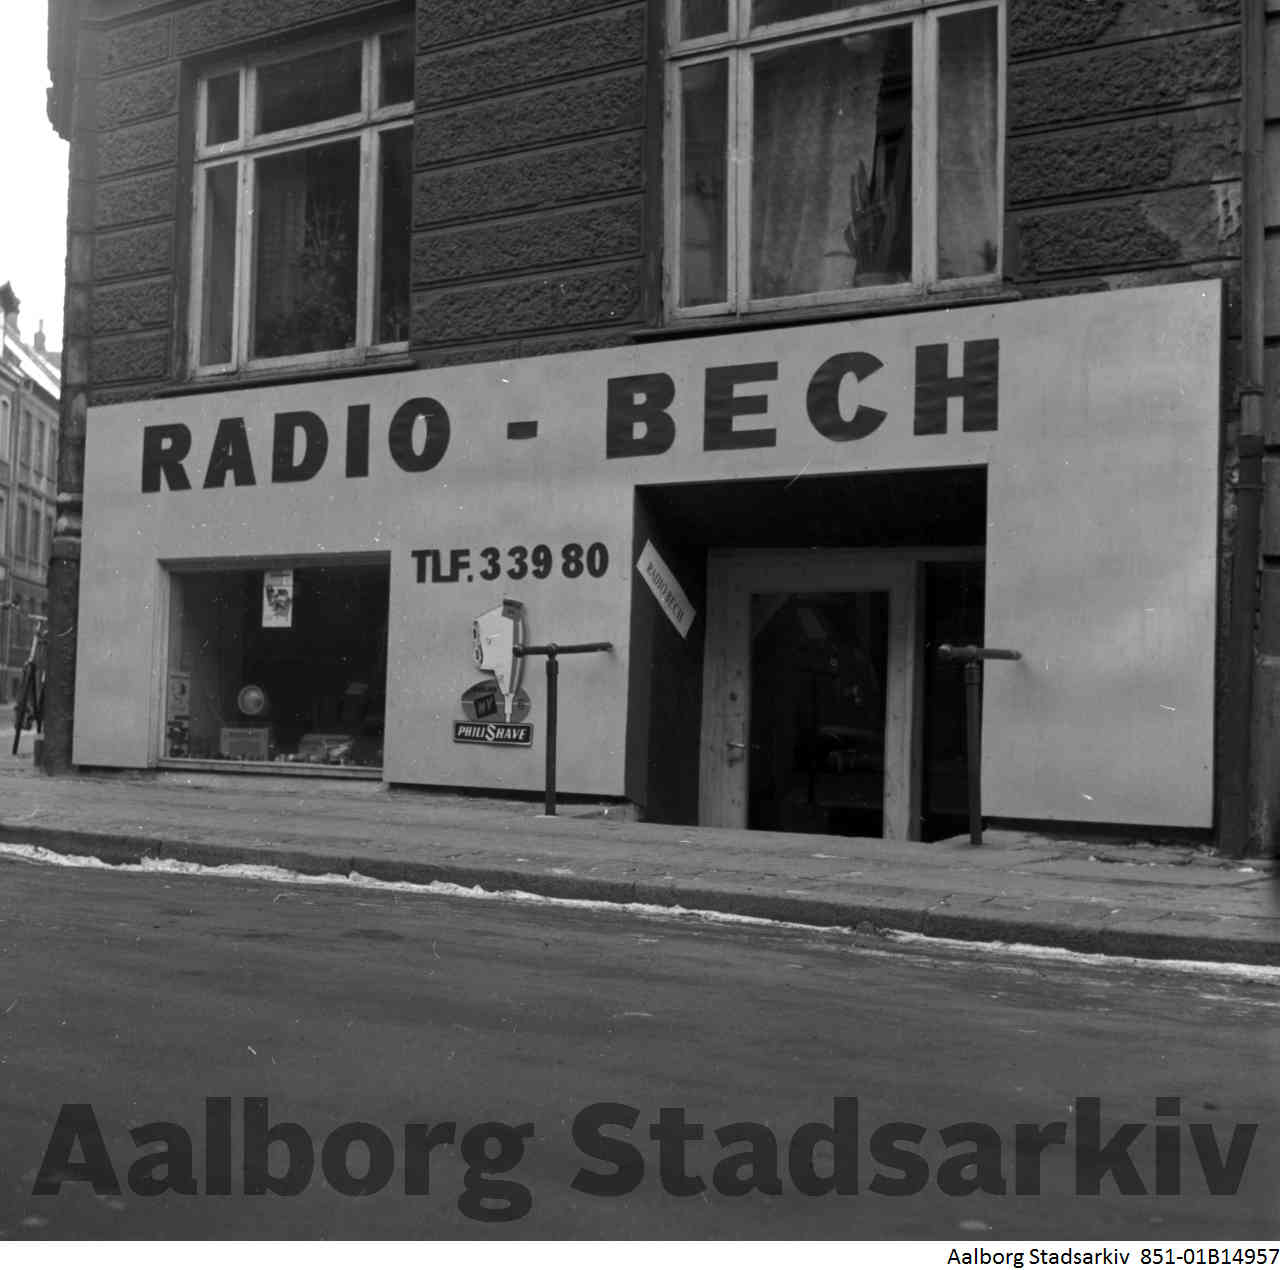 RADIO - BECH
TLF. 33980
RADIO-BECH
PHILISHAVE
Aalborg Stadsarkiv
Aalborg Stadsarkiv 851-01B14957